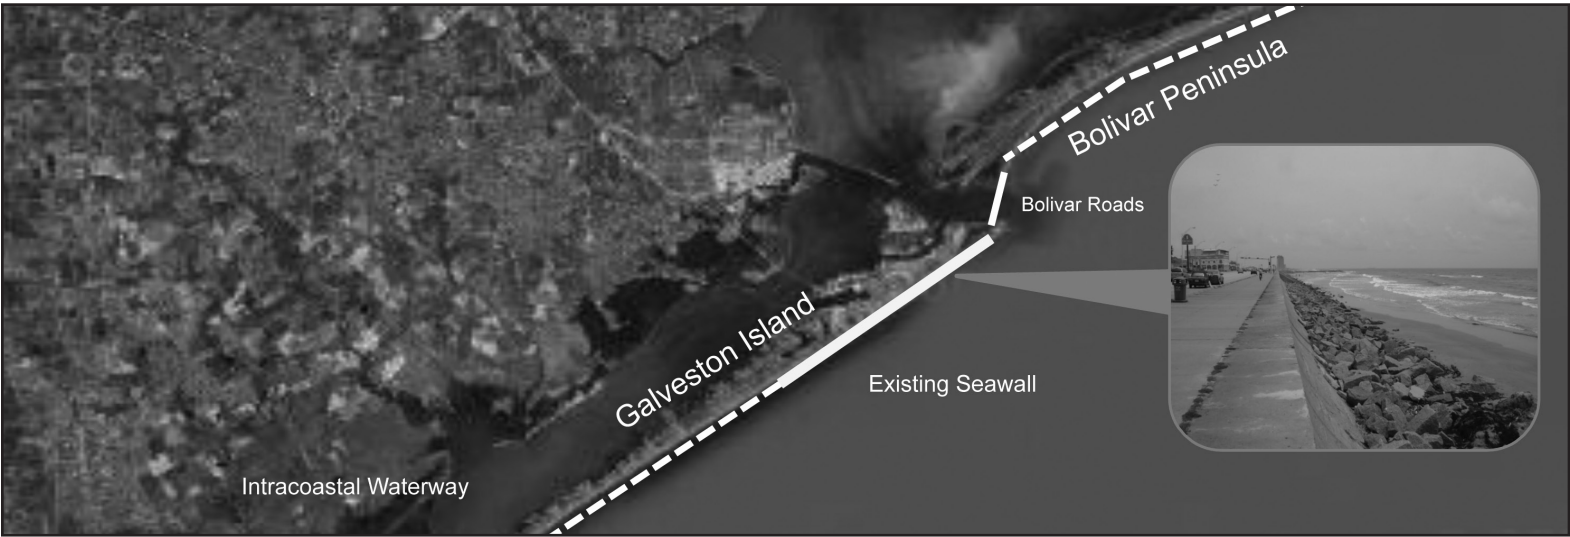 Bolivar Peninsula
Bolivar Roads
Galveston Island
Existing Seawall
Intracoastal Waterway